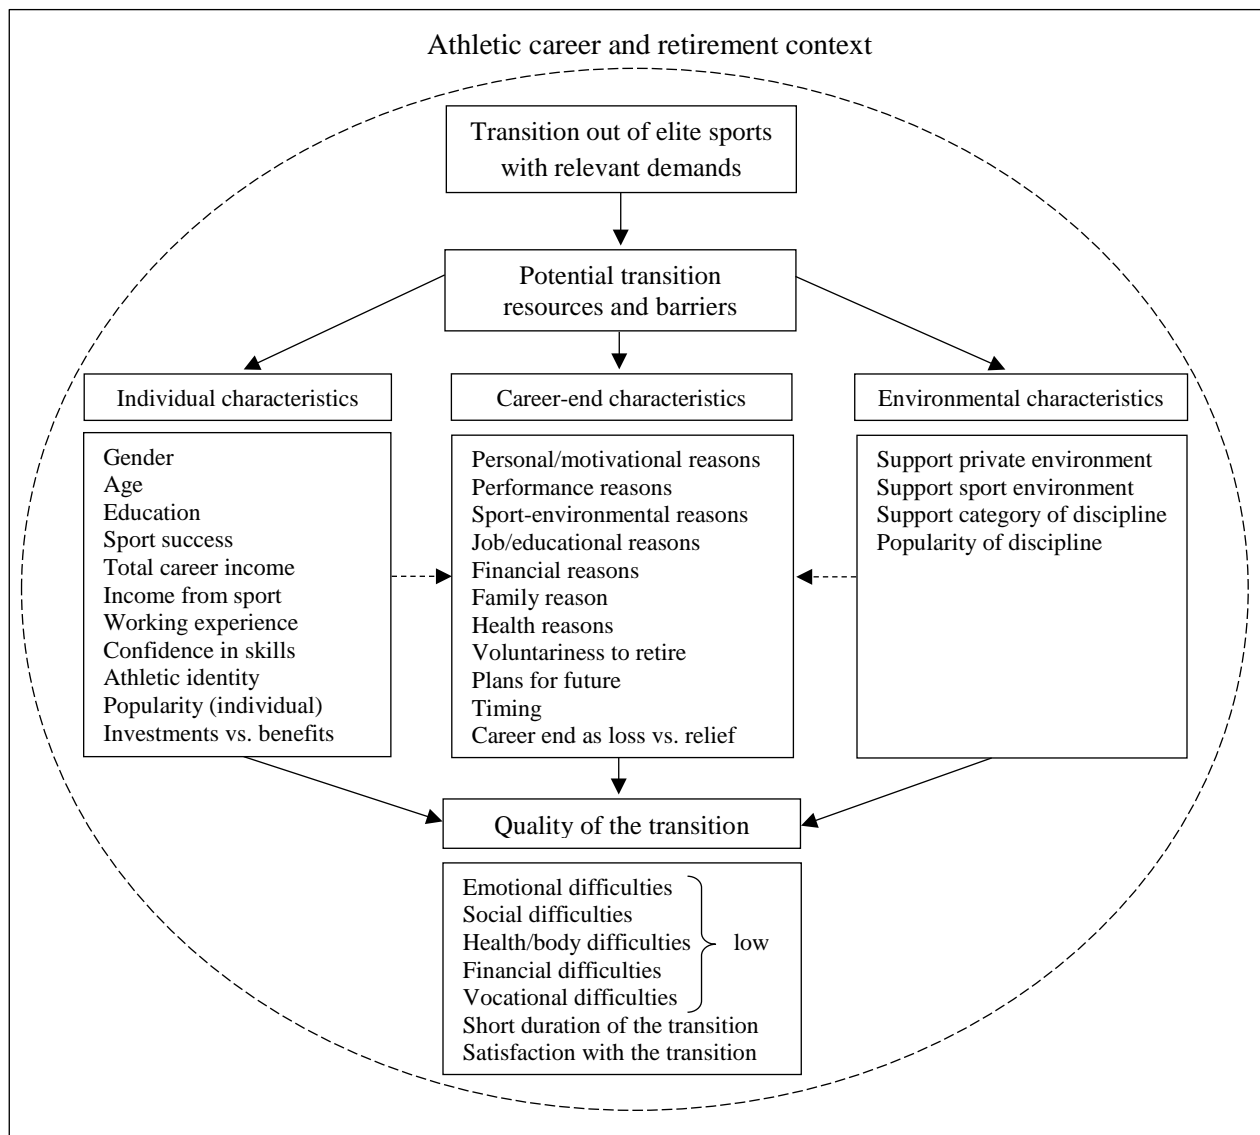 Athletic career and retirement context
Transition out of elite sports
with relevant demands
Potential transition
resources and barriers
Individual characteristics
Gender
Age
Education
Sport success
Total career income
Income from sport
Working experience
Confidence in skills
Athletic identity
Popularity (individual)
Investments vs. benefits
Career-end characteristics
Personal/motivational reasons
Performance reasons
Sport-environmental reasons
Job/educational reasons
Financial reasons
Family reason
Health reasons
Voluntariness to retire
Plans for future
Timing
Career end as loss vs. relief
Environmental characteristics
Support private environment
Support sport environment
Support category of discipline
Popularity of discipline
Quality of the transition
Emotional difficulties
Social difficulties
Health/body difficulties
Financial difficulties
Vocational difficulties
low
Short duration of the transition
Satisfaction with the transition